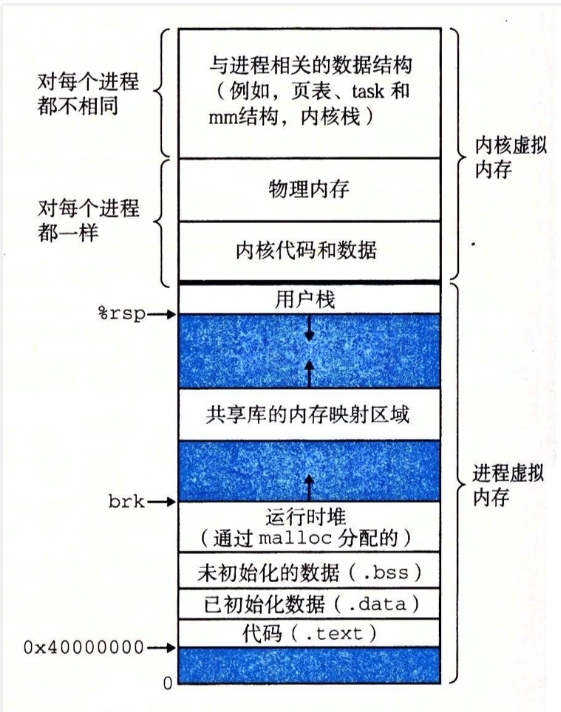 对每个进程
都不相同
与进程相关的数据结构
（例如，页表、task 和
mm结构，内核栈）
内核虚拟
内存
对每个进程
都一样
物理内存
内核代码和数据
用户栈
%rsp
共享库的内存映射区域
进程虚拟
内存
brk
运行时堆
（通过 malloc 分配的）
未初始化的数据（.bss）
已初始化数据（.data）
代码（.text）
0x40000000
0